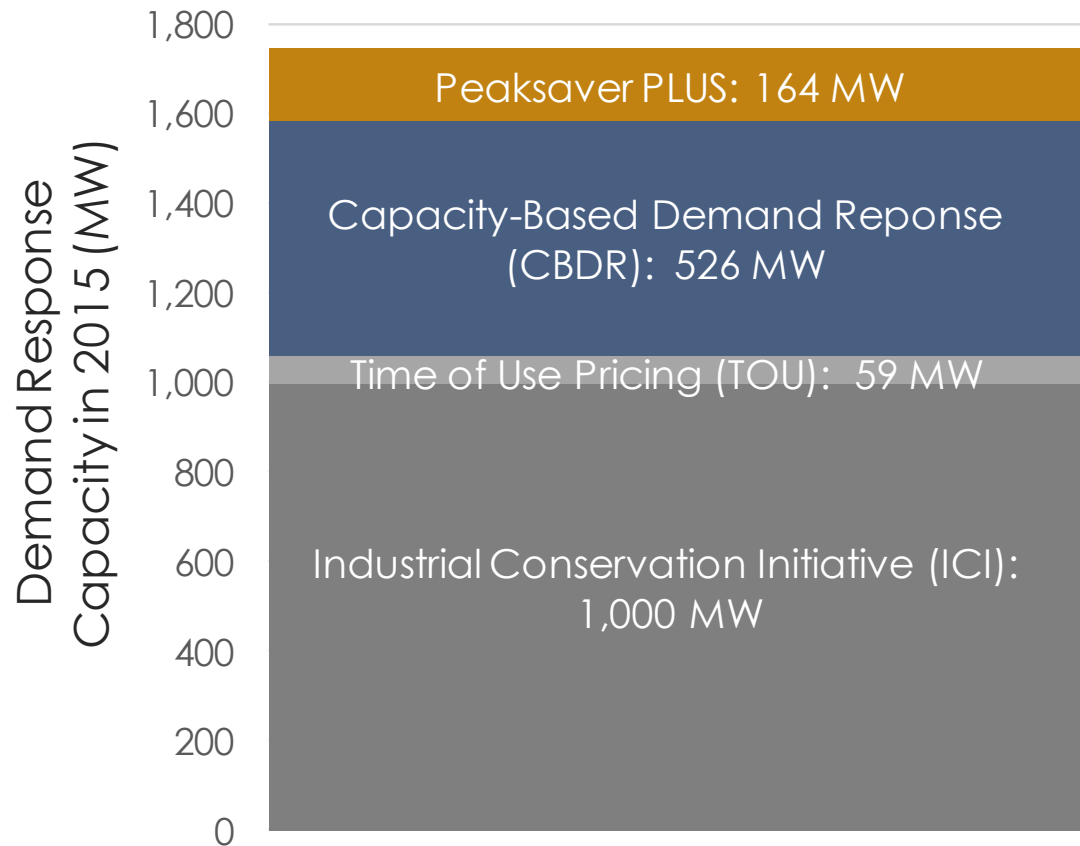 Demand Response
Capacity in 2015 (MW)
1,800
1,600
1,400
1,200
1,000
800
600
400
200
0
Peaksaver PLUS: 164 MW
Capacity-Based Demand Reponse
(CBDR): 526 MW
Time of Use Pricing (TOU): 59 MW
Industrial Conservation Initiative (ICI):
1,000 MW